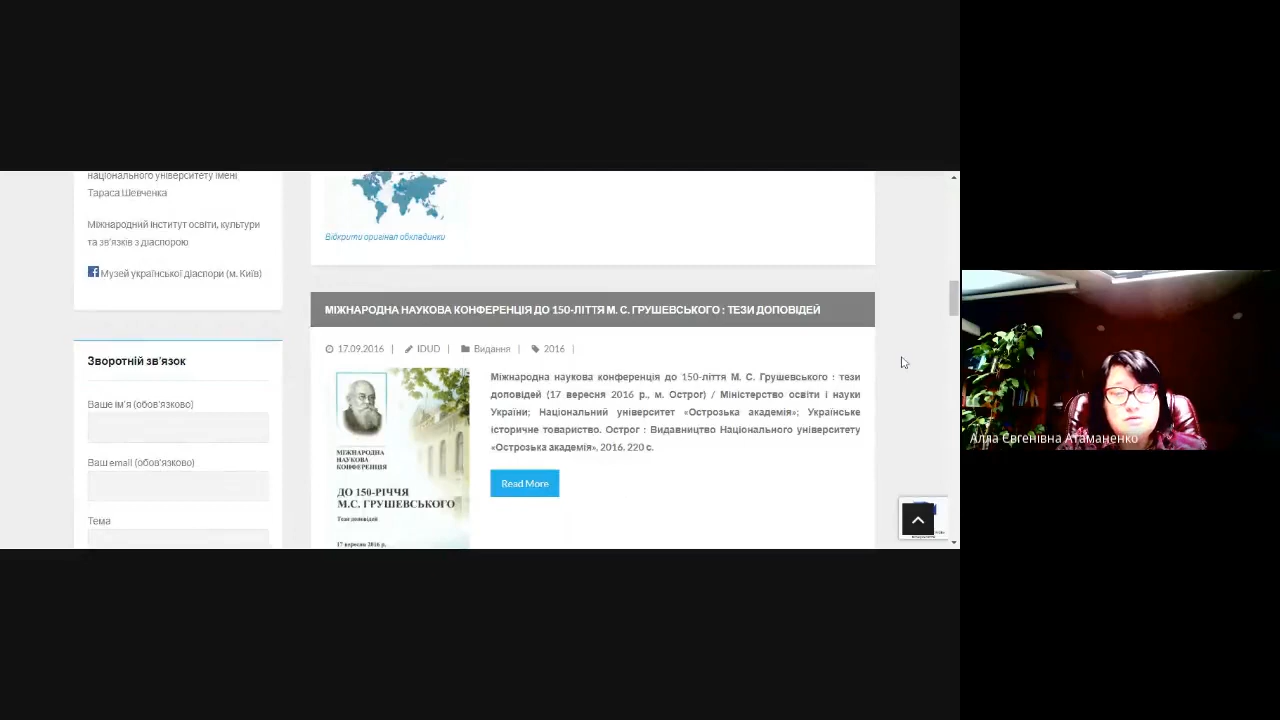 національного університету імені
Тараса Шевченка
Міжнародний інститут освіти, культури
та зв'язків з діаспорою
Музей української діаспори (м. Київ)
Зворотній зв'язок
Ваше ім'я (обов'язково)
Ваш email (обов'язково)
Тема
Відкрити оригінал обкладинки
МІЖНАРОДНА НАУКОВА КОНФЕРЕНЦІЯ ДО 150-ЛІТТЯ М. С. ГРУШЕВСЬКОГО : ТЕЗИ ДОПОВІДЕЙ
17.09.2016 | IDUD | Видання | 2016 |
Міжнародна наукова конференція до 150-ліття М. С. Грушевського : тези
доповідей (17 вересня 2016 р., м. Острог) / Міністерство освіти і науки
України; Національний університет «Острозька академія»; Українське
історичне товариство. Острог : Видавництво Національного університету
«Острозька академія», 2016. 220 с.
Read More
МІЖНАРОДНА
НАУКОВА
КОНФЕРЕНЦІЯ
ДО 150-РІЧЧЯ
М.С. ГРУШЕВСЬКОГО
Тези доповідей
17 вересня 2016 р.
Алла Євгенівна Атаманенко